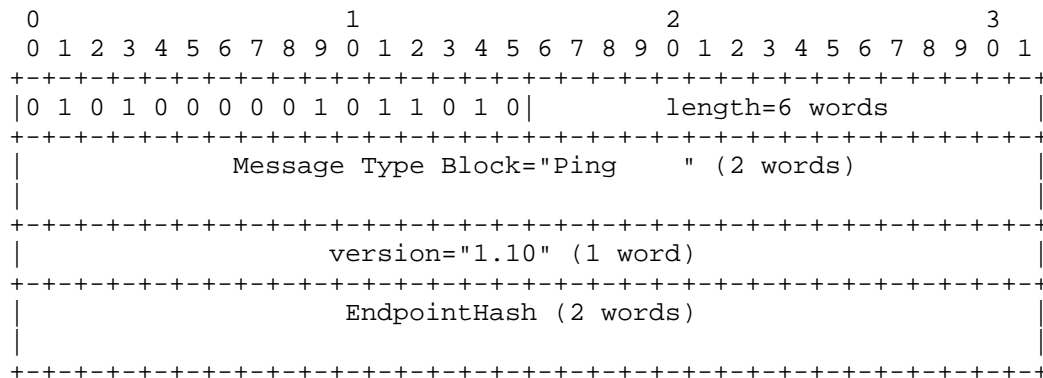 0                   1                   2                   3
 0 1 2 3 4 5 6 7 8 9 0 1 2 3 4 5 6 7 8 9 0 1 2 3 4 5 6 7 8 9 0 1
+-+-+-+-+-+-+-+-+-+-+-+-+-+-+-+-+-+-+-+-+-+-+-+-+-+-+-+-+-+-+-+-+
|0 1 0 1 0 0 0 0 0 1 0 1 1 0 1 0|        length=6 words         |
+-+-+-+-+-+-+-+-+-+-+-+-+-+-+-+-+-+-+-+-+-+-+-+-+-+-+-+-+-+-+-+-+
|             Message Type Block="Ping    " (2 words)           |
|                                                               |
+-+-+-+-+-+-+-+-+-+-+-+-+-+-+-+-+-+-+-+-+-+-+-+-+-+-+-+-+-+-+-+-+
|                   version="1.10" (1 word)                     |
+-+-+-+-+-+-+-+-+-+-+-+-+-+-+-+-+-+-+-+-+-+-+-+-+-+-+-+-+-+-+-+-+
|                    EndpointHash (2 words)                     |
|                                                               |
+-+-+-+-+-+-+-+-+-+-+-+-+-+-+-+-+-+-+-+-+-+-+-+-+-+-+-+-+-+-+-+-+